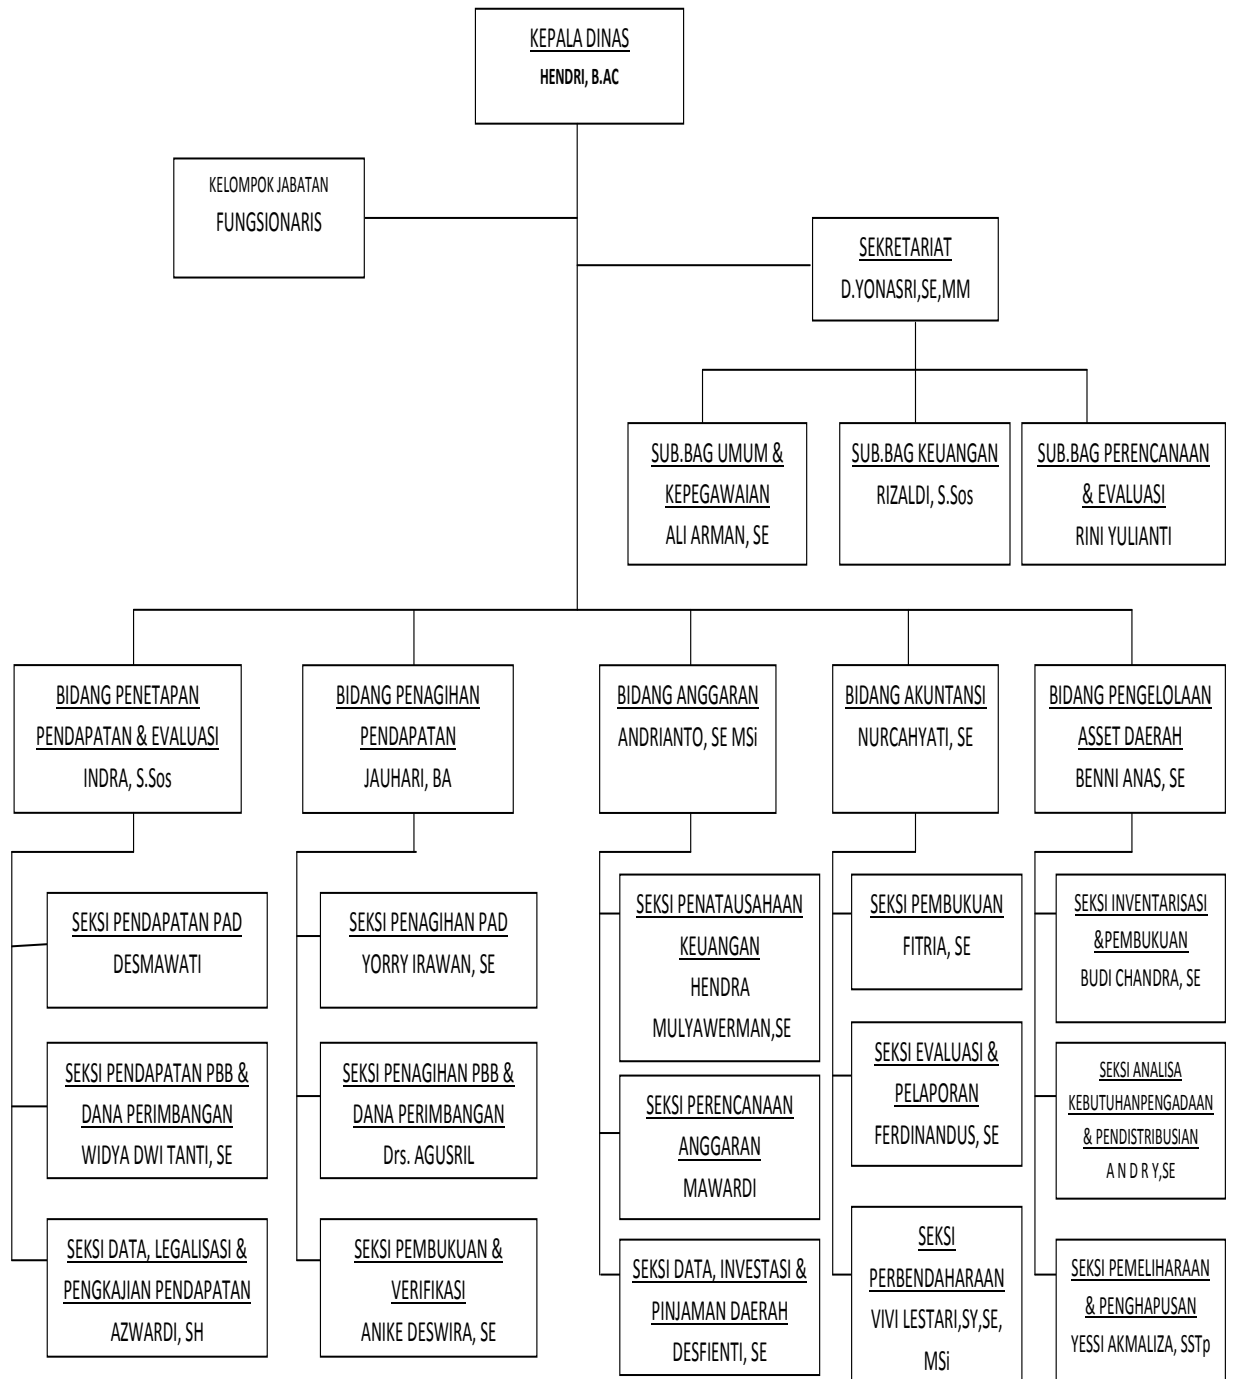 KEPALA DINAS
HENDRI, B.AC
KELOMPOK JABATAN
FUNGSIONARIS
SEKRETARIAT
D.YONASRI,SE,MM
SUB.BAG UMUM &
KEPEGAWAIAN
ALI ARMAN, SE
SUB.BAG KEUANGAN
RIZALDI, S.Sos
SUB.BAG PERENCANAAN
& EVALUASI
RINI YULIANTI
BIDANG PENETAPAN
PENDAPATAN & EVALUASI
INDRA, S.Sos
BIDANG PENAGIHAN
PENDAPATAN
JAUHARI, BA
BIDANG ANGGARAN
ANDRIANTO, SE MSi
BIDANG AKUNTANSI
NURCAHYATI, SE
BIDANG PENGELOLAAN
ASSET DAERAH
BENNI ANAS, SE
SEKSI PENDAPATAN PAD
DESMAWATI
SEKSI PENDAPATAN PBB &
DANA PERIMBANGAN
WIDYA DWI TANTI, SE
SEKSI DATA, LEGALISASI &
PENGKAJIAN PENDAPATAN
AZWARDI, SH
SEKSI PENAGIHAN PAD
YORRY IRAWAN, SE
SEKSI PENAGIHAN PBB &
DANA PERIMBANGAN
Drs. AGUSRIL
SEKSI PEMBUKUAN &
VERIFIKASI
ANIKE DESWIRA, SE
SEKSI PENATAUSAHAAN
KEUANGAN
HENDRA
MULYAWERMAN,SE
SEKSI PERENCANAAN
ANGGARAN
MAWARDI
SEKSI DATA, INVESTASI &
PINJAMAN DAERAH
DESFIENTI, SE
SEKSI PEMBUKUAN
FITRIA, SE
SEKSI EVALUASI &
PELAPORAN
FERDINANDUS, SE
SEKSI
PERBENDAHARAAN
VIVI LESTARI,SY,SE,
MSi
SEKSI INVENTARISASI
&PEMBUKUAN
BUDI CHANDRA, SE
SEKSI ANALISA
KEBUTUHANPENGADAAN
& PENDISTRIBUSIAN
A N D R Y,SE
SEKSI PEMELIHARAAN
& PENGHAPUSAN
YESSI AKMALIZA, SSTp